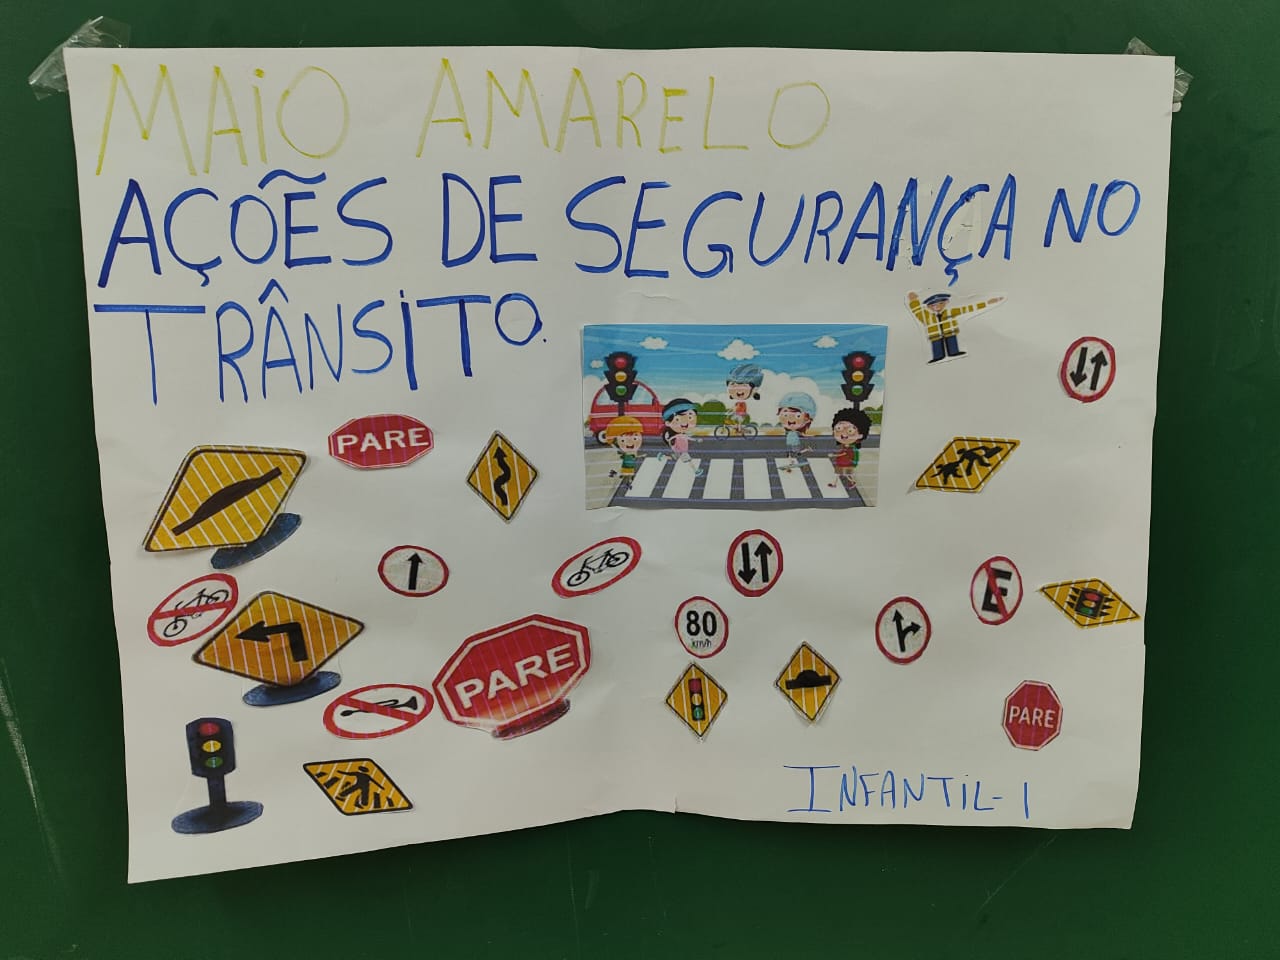 MAIO AMARELO
AÇÕES DE SEGURANÇA NO
TRÂNSITO.
PARE
PARE
80
km/h
E
PARE
INFANTIL-1